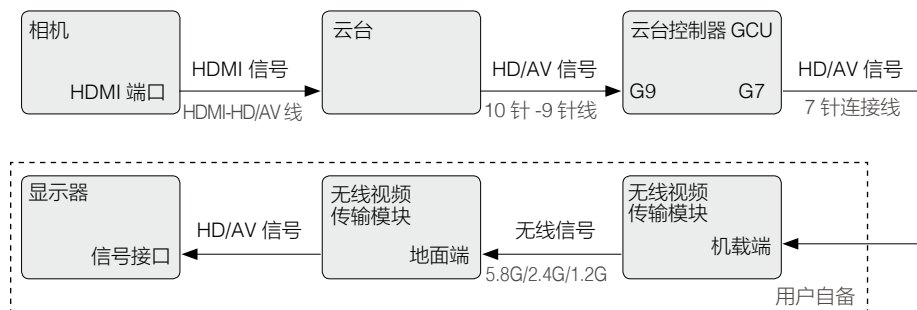 相机
HDMI 端口
HDMI 信号
HDMI-HD/AV 线
云台
HD/AV 信号
10 针 -9 针线
云台控制器 GCU
G9
G7
HD/AV 信号
7 针连接线
显示器
信号接口
HD/AV 信号
无线视频
传输模块
地面端
无线信号
5.8G/2.4G/1.2G
无线视频
传输模块
机载端
用户自备